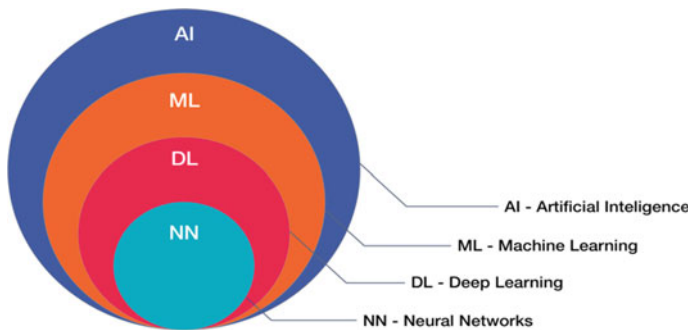 AI
ML
DL
NN
AI - Artificial Inteligence
ML - Machine Learning
DL - Deep Learning
NN - Neural Networks